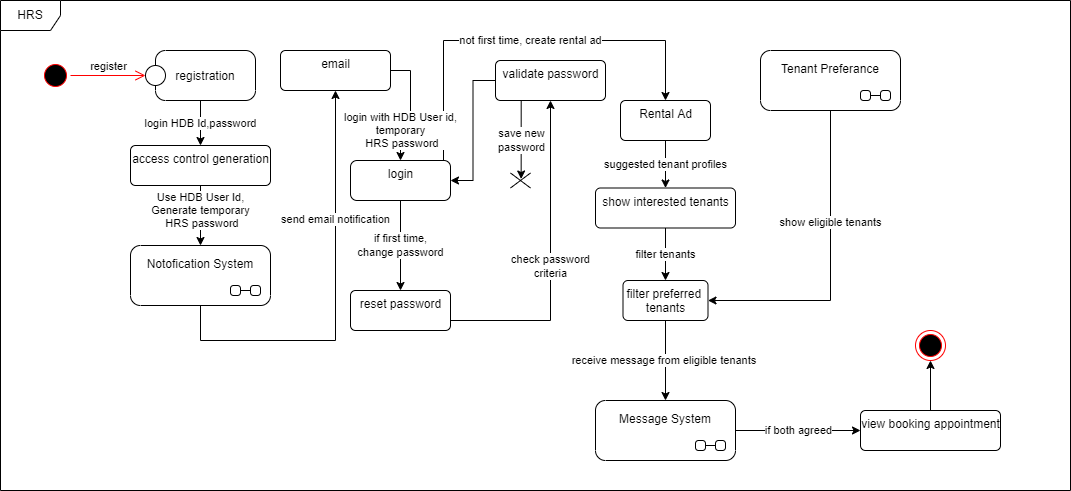 HRS
register
registration
login HDB Id,password
access control generation
Use HDB User Id,
Generate temporary
HRS password
Notofication System
send email notification
email
login with HDB User id,
temporary
HRS password
login
if first time,
change password
reset password
check password
criteria
validate password
save new
password
not first time, create rental ad
Rental Ad
suggested tenant profiles
show interested tenants
filter tenants
filter preferred
tenants
Tenant Preferance
show eligible tenants
receive message from eligible tenants
Message System
if both agreed
view booking appointment